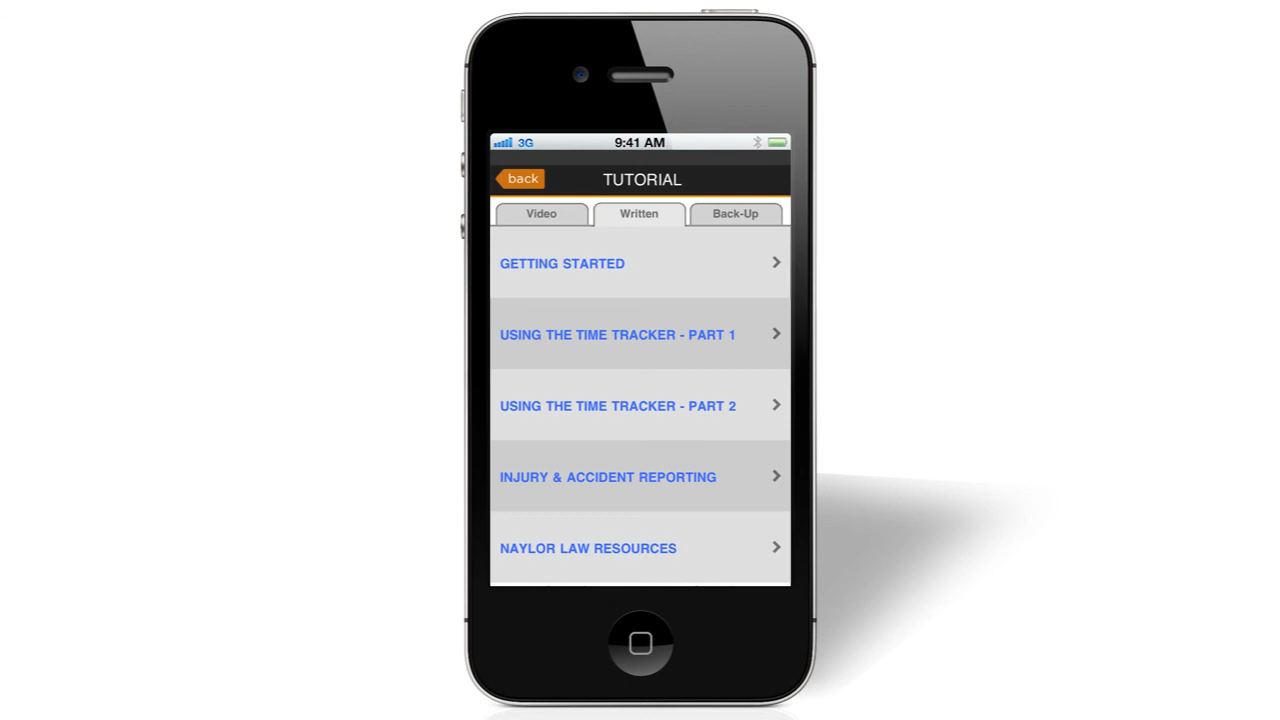 3G 9:41 AM
back TUTORIAL
Video Written Back-Up
GETTING STARTED
USING THE TIME TRACKER - PART 1
USING THE TIME TRACKER - PART 2
INJURY & ACCIDENT REPORTING
NAYLOR LAW RESOURCES